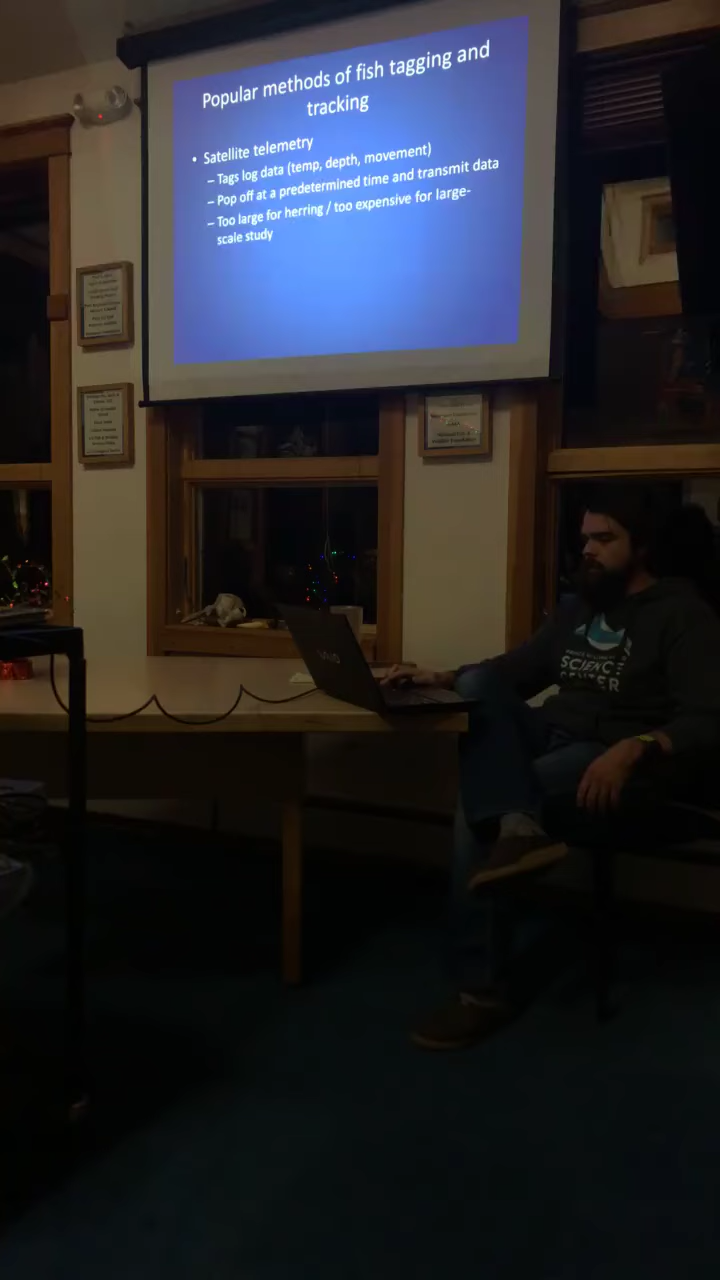 Popular methods of fish tagging and
tracking
• Satellite telemetry
– Tags log data (temp, depth, movement)
– Pop off at a predetermined time and transmit data
– Too large for herring / too expensive for large-
scale study
SCIENCE
CENTER